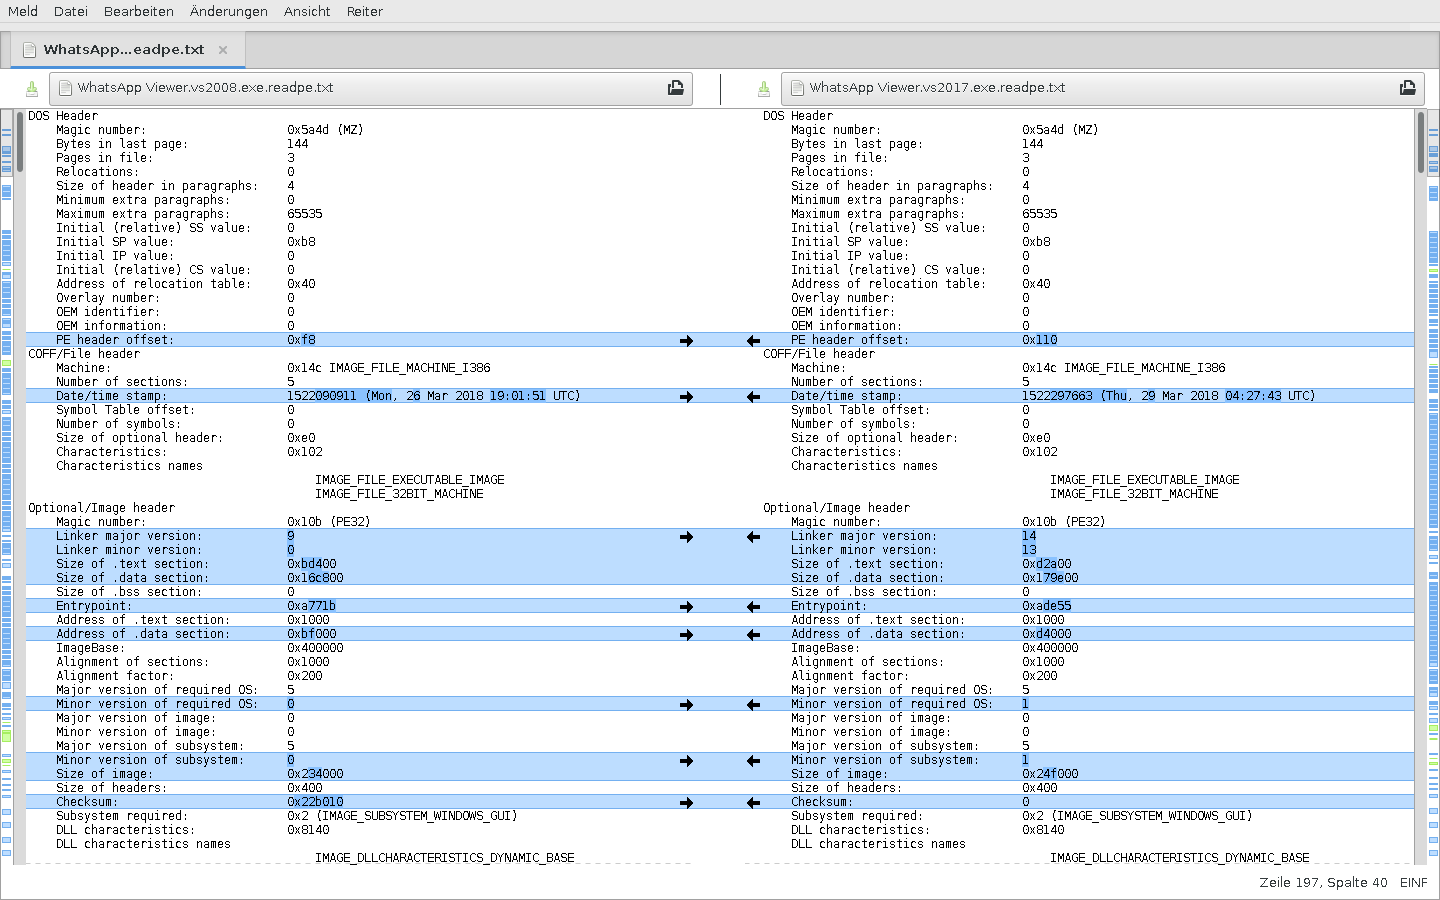 Meld Datei Bearbeiten Änderungen Ansicht Reiter
WhatsApp...eadpe.txt
WhatsApp Viewer.vs2008.exe.readpe.txt
DOS Header
Magic number: 0x5a4d (MZ)
Bytes in last page: 144
Pages in file: 3
Relocations: 0
Size of header in paragraphs: 4
Minimum extra paragraphs: 0
Maximum extra paragraphs: 65535
Initial (relative) SS value: 0
Initial SP value: 0xb8
Initial IP value: 0
Initial (relative) CS value: 0
Address of relocation table: 0x40
Overlay number: 0
OEM identifier: 0
OEM information: 0
PE header offset: 0xf8
COFF/File header
Machine: 0x14c IMAGE_FILE_MACHINE_I386
Number of sections: 5
Date/time stamp: 1522090911 (Mon, 26 Mar 2018 19:01:51 UTC)
Symbol Table offset: 0
Number of symbols: 0
Size of optional header: 0xe0
Characteristics: 0x102
Characteristics names
IMAGE_FILE_EXECUTABLE_IMAGE
IMAGE_FILE_32BIT_MACHINE
Optional/Image header
Magic number: 0x10b (PE32)
Linker major version: 9
Linker minor version: 0
Size of .text section: 0xbd400
Size of .data section: 0x16c800
Size of .bss section: 0
Entrypoint: 0xa771b
Address of .text section: 0x1000
Address of .data section: 0xbf000
ImageBase: 0x400000
Alignment of sections: 0x1000
Alignment factor: 0x200
Major version of required OS: 5
Minor version of required OS: 0
Major version of image: 0
Minor version of image: 0
Major version of subsystem: 5
Minor version of subsystem: 0
Size of image: 0x234000
Size of headers: 0x400
Checksum: 0x22b010
Subsystem required: 0x2 (IMAGE_SUBSYSTEM_WINDOWS_GUI)
DLL characteristics: 0x8140
DLL characteristics names
IMAGE_DLLCHARACTERISTICS_DYNAMIC_BASE
WhatsApp Viewer.vs2017.exe.readpe.txt
DOS Header
Magic number: 0x5a4d (MZ)
Bytes in last page: 144
Pages in file: 3
Relocations: 0
Size of header in paragraphs: 4
Minimum extra paragraphs: 0
Maximum extra paragraphs: 65535
Initial (relative) SS value: 0
Initial SP value: 0xb8
Initial IP value: 0
Initial (relative) CS value: 0
Address of relocation table: 0x40
Overlay number: 0
OEM identifier: 0
OEM information: 0
PE header offset: 0x110
COFF/File header
Machine: 0x14c IMAGE_FILE_MACHINE_I386
Number of sections: 5
Date/time stamp: 1522297663 (Thu, 29 Mar 2018 04:27:43 UTC)
Symbol Table offset: 0
Number of symbols: 0
Size of optional header: 0xe0
Characteristics: 0x102
Characteristics names
IMAGE_FILE_EXECUTABLE_IMAGE
IMAGE_FILE_32BIT_MACHINE
Optional/Image header
Magic number: 0x10b (PE32)
Linker major version: 14
Linker minor version: 13
Size of .text section: 0xd2a00
Size of .data section: 0x179e00
Size of .bss section: 0
Entrypoint: 0xade55
Address of .text section: 0x1000
Address of .data section: 0xd4000
ImageBase: 0x400000
Alignment of sections: 0x1000
Alignment factor: 0x200
Major version of required OS: 5
Minor version of required OS: 1
Major version of image: 0
Minor version of image: 0
Major version of subsystem: 5
Minor version of subsystem: 1
Size of image: 0x24f000
Size of headers: 0x400
Checksum: 0
Subsystem required: 0x2 (IMAGE_SUBSYSTEM_WINDOWS_GUI)
DLL characteristics: 0x8140
DLL characteristics names
IMAGE_DLLCHARACTERISTICS_DYNAMIC_BASE
Zeile 197, Spalte 40 EINF